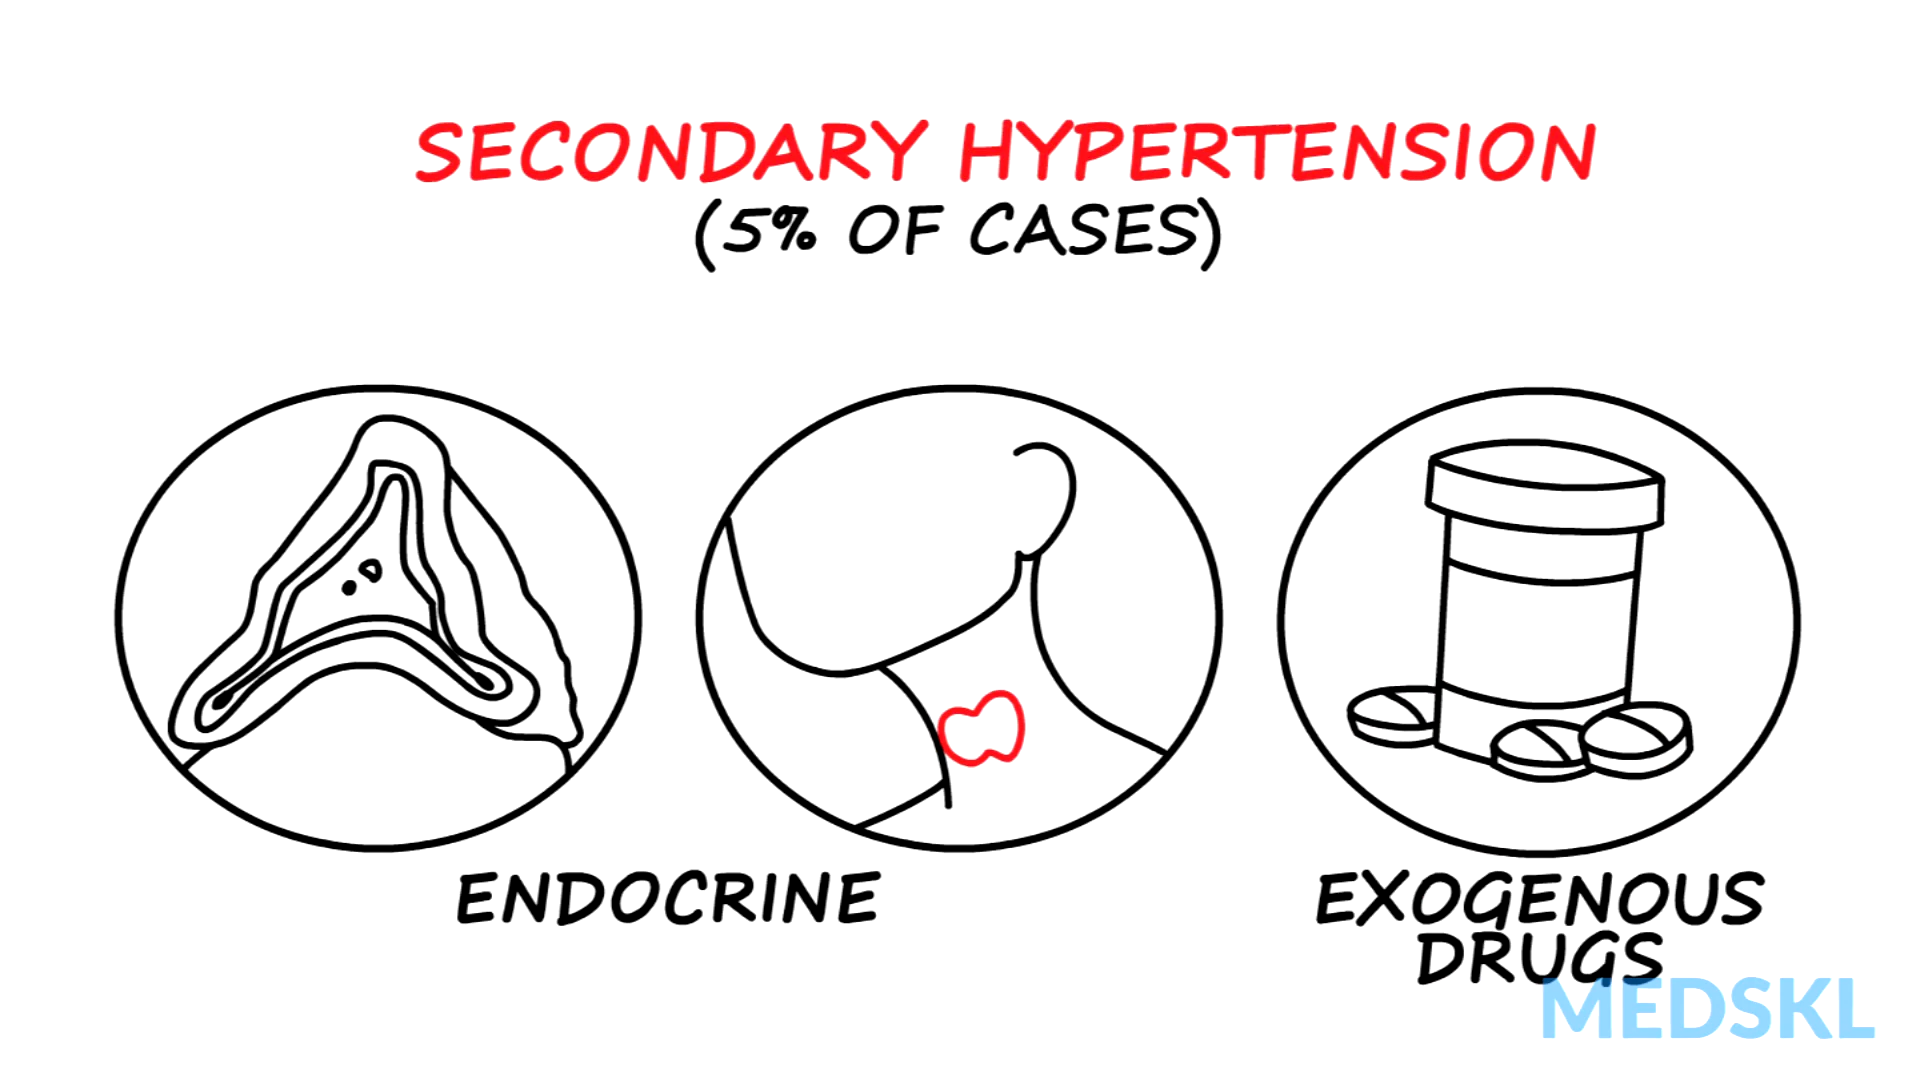 SECONDARY HYPERTENSION
(5% OF CASES)
ENDOCRINE
EXOGENOUS
DRUGS
MEDSKL